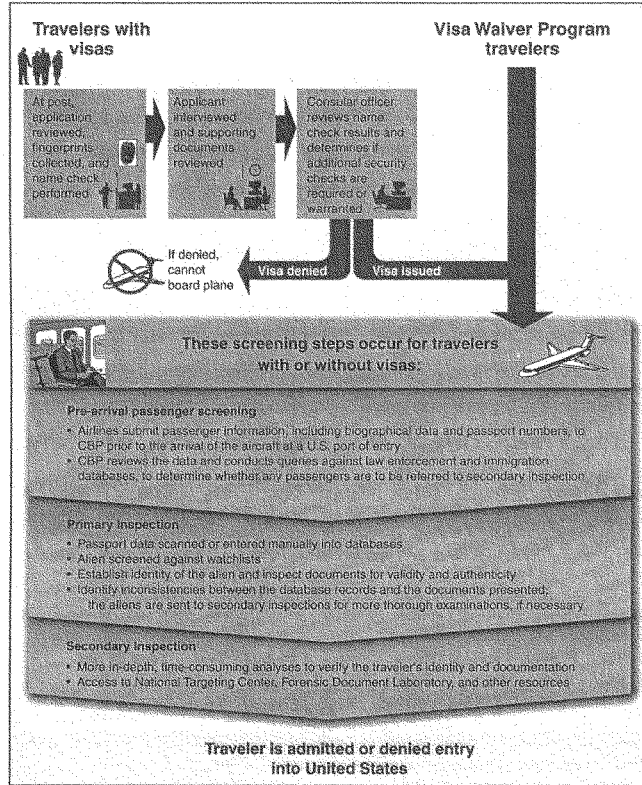 Travelers with
visas
Visa Waiver Program
travelers
At post,
application
reviewed,
fingerprints
collected, and
name check
performed
Applicant
interviewed
and supporting
documents
reviewed
Consular officer
reviews name
check results and
determines if
additional security
checks are
required or
warranted
If denied,
cannot
board plane
Visa denied
Visa issued
These screening steps occur for travelers
with or without visas:
Pre-arrival passenger screening
• Airlines submit passenger information, including biographical data and passport numbers, to
CBP prior to the arrival of the aircraft at a U.S. port of entry
• CBP reviews the data and conducts queries against law enforcement and immigration
databases, to determine whether any passengers are to be referred to secondary inspection
Primary Inspection
• Passport data scanned or entered manually into databases
• Alien screened against watchlists
• Establish identity of the alien and inspect documents for validity and authenticity
• Identify inconsistencies between the database records and the documents presented;
the aliens are sent to secondary inspections for more thorough examinations, if necessary
Secondary Inspection
• More in-depth, time-consuming analyses to verify the traveler's identity and documentation
• Access to National Targeting Center, Forensic Document Laboratory, and other resources
Traveler is admitted or denied entry
into United States